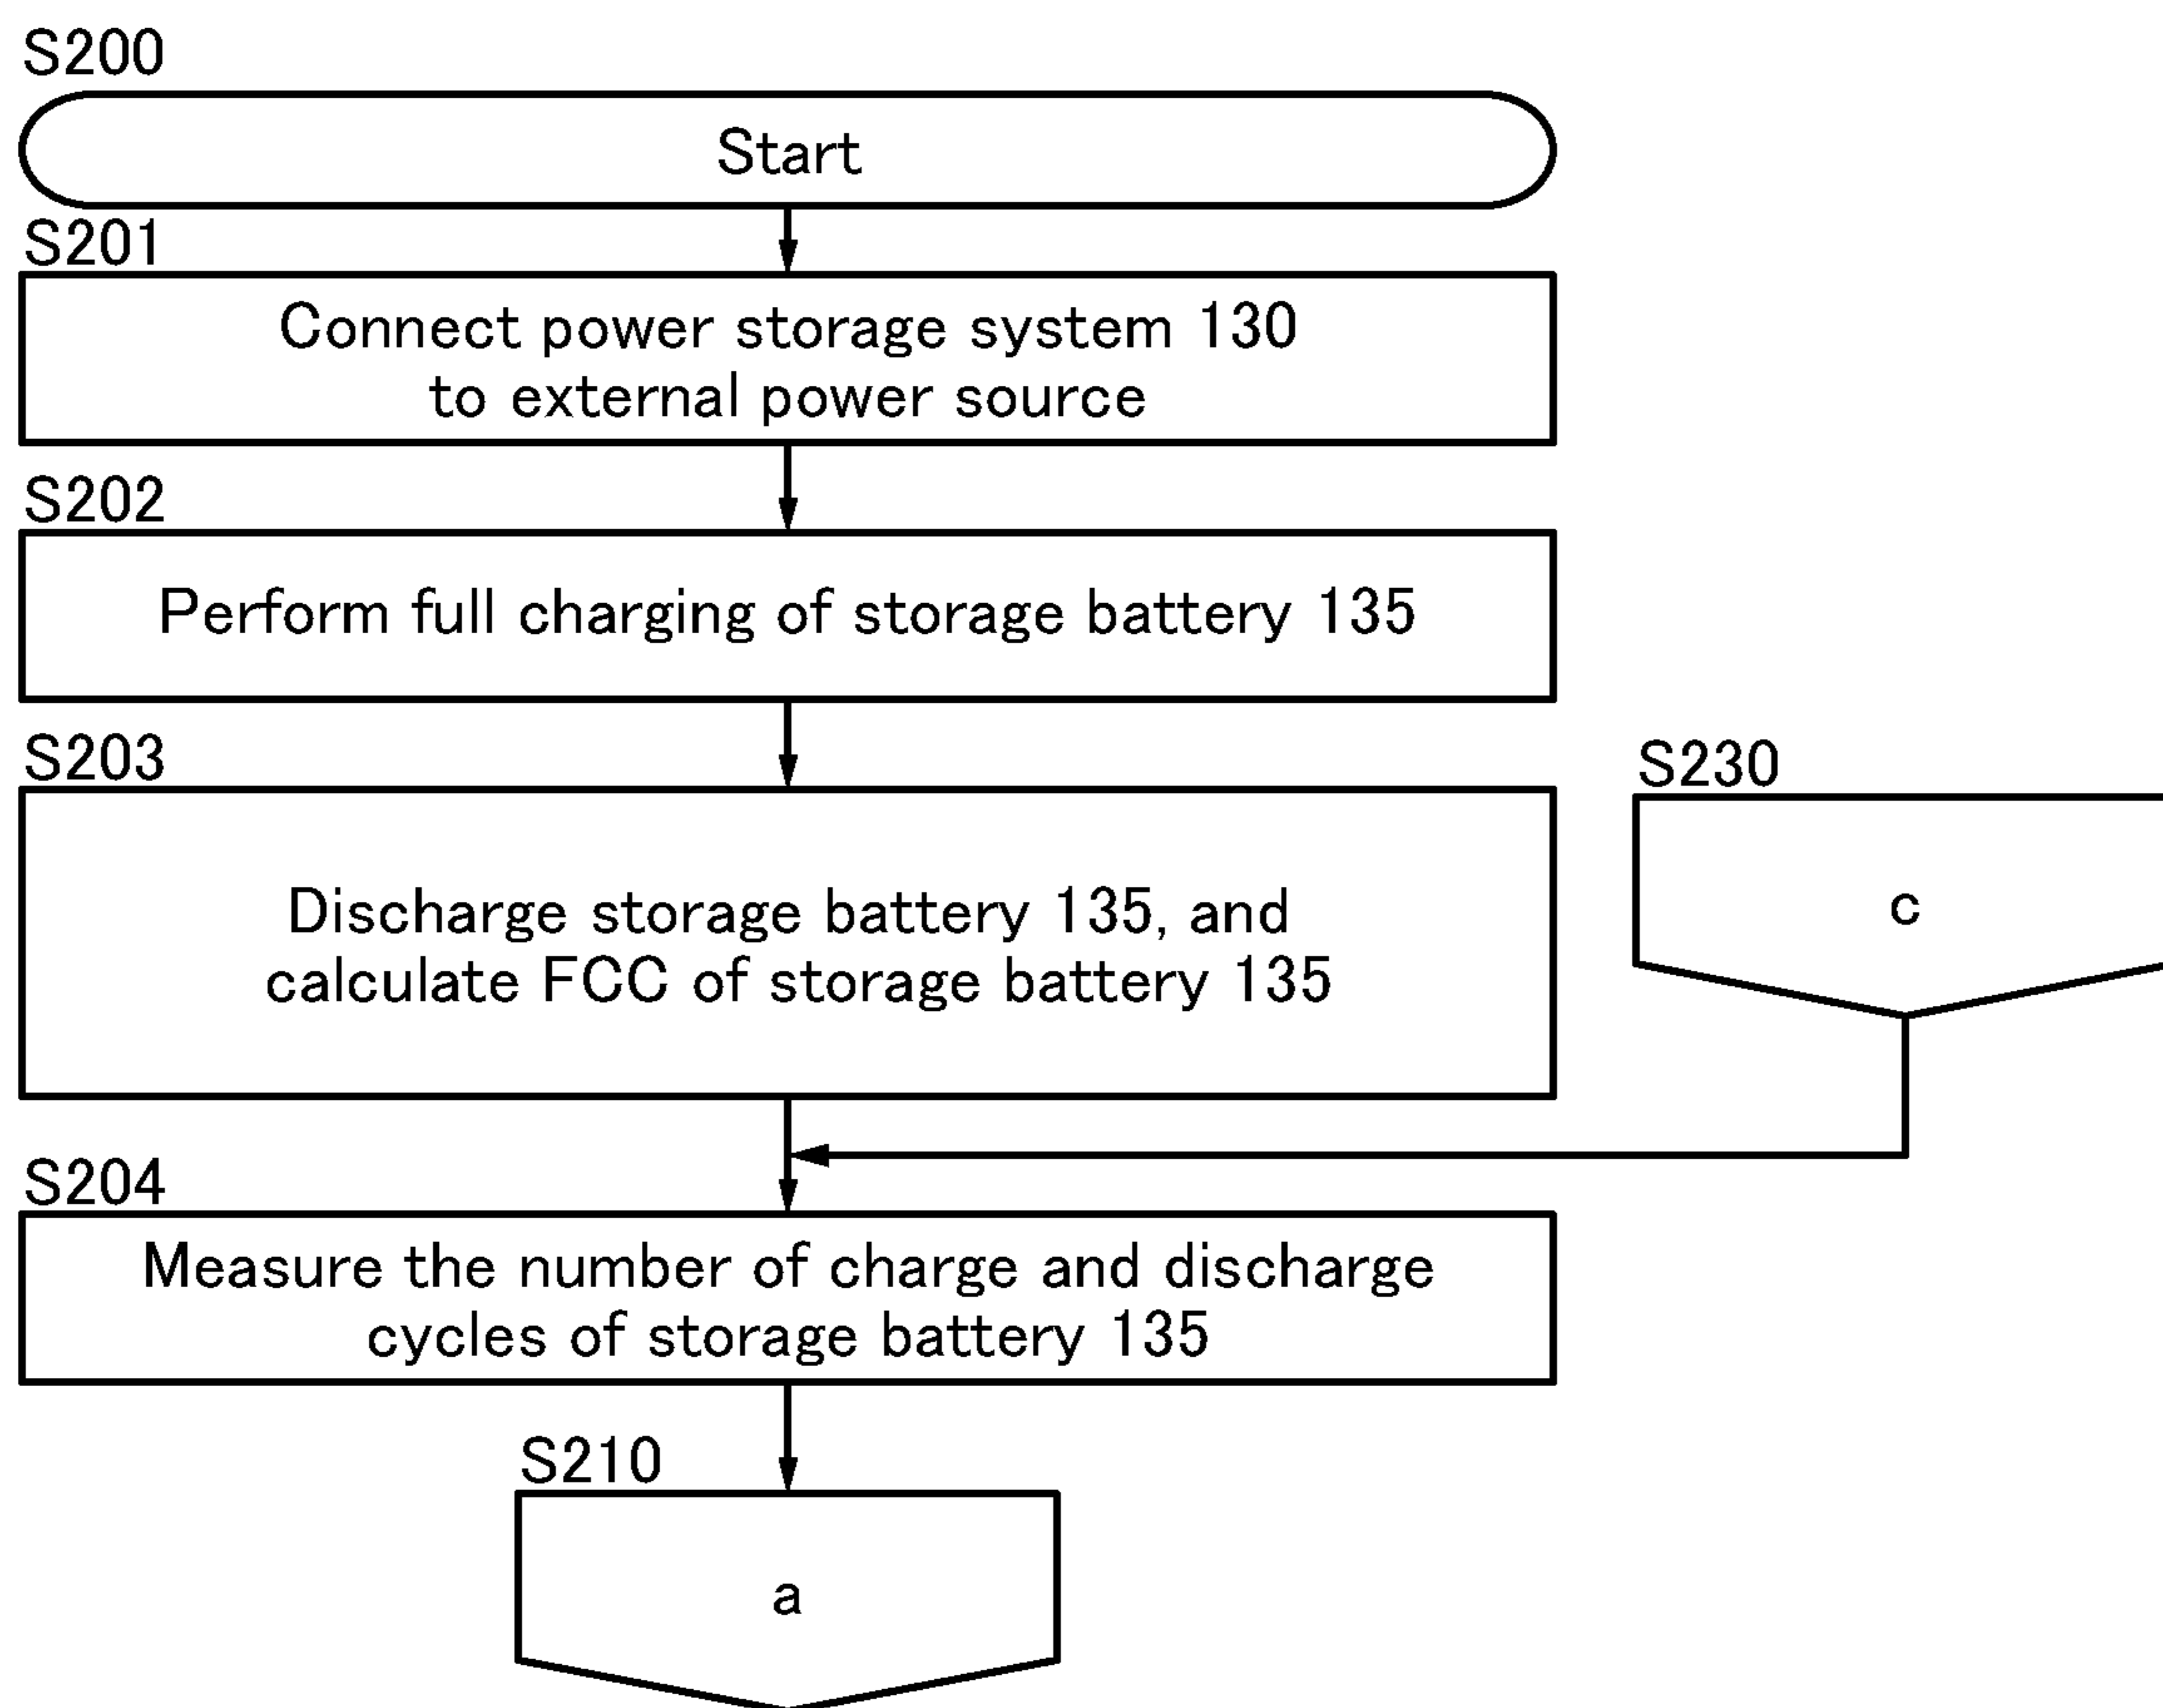 S200
Start
S201
Connect power storage system 130
to external power source
S202
Perform full charging of storage battery 135
S203
Discharge storage battery 135, and
calculate FCC of storage battery 135
S230
c
S204
Measure the number of charge and discharge
cycles of storage battery 135
S210
a